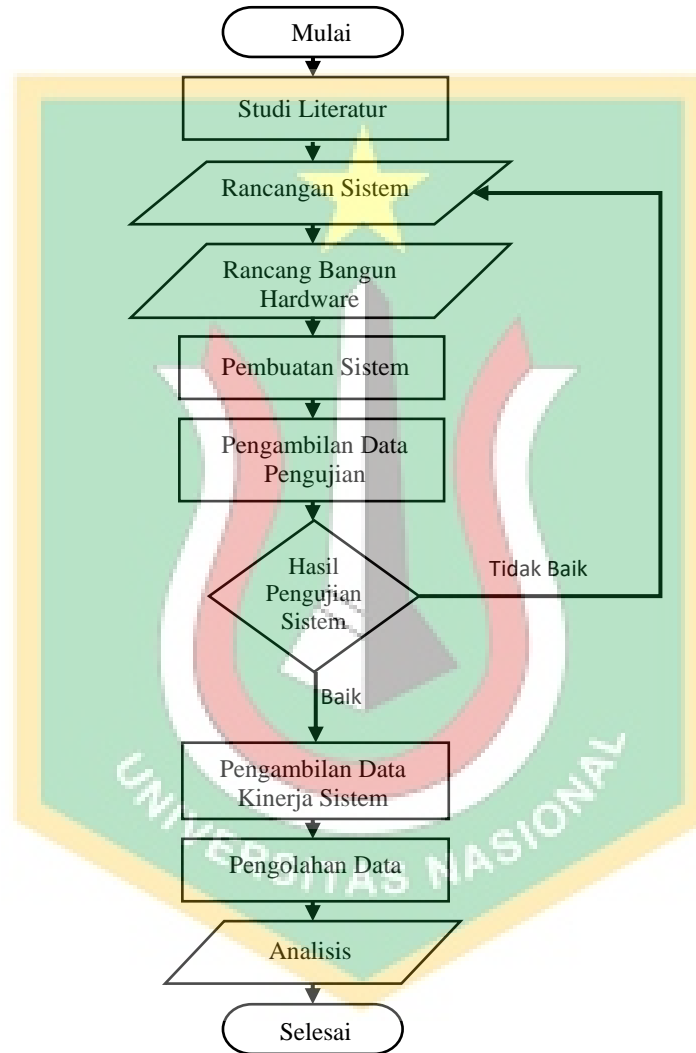 Mulai
Studi Literatur
Rancangan Sistem
Rancang Bangun
Hardware
Pembuatan Sistem
Pengambilan Data
Pengujian
Hasil
Pengujian
Sistem
Tidak Baik
Baik
Pengambilan Data
Kinerja Sistem
Pengolahan Data
Analisis
Selesai
UNIVERSITAS NASIONAL